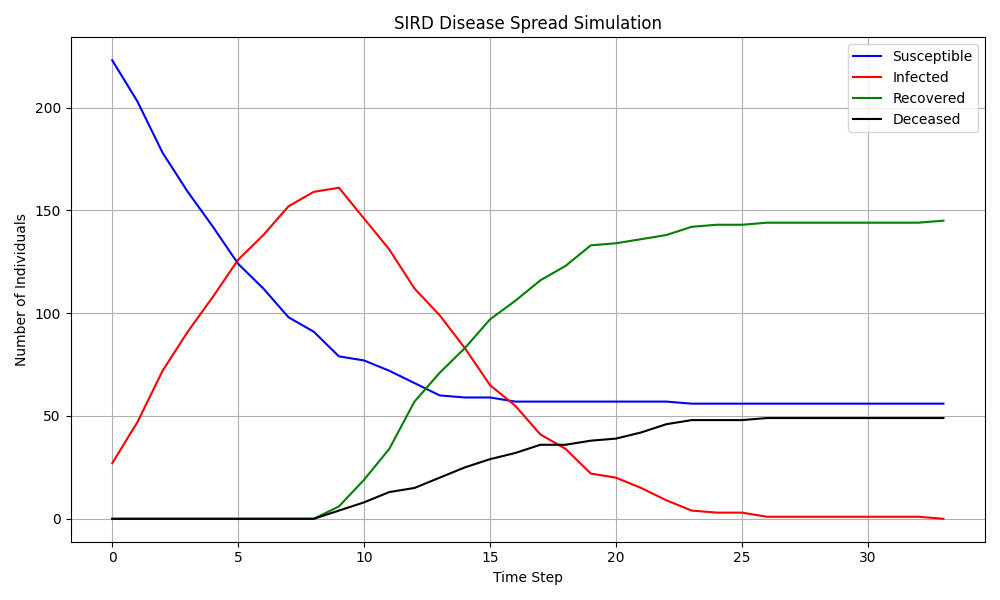 SIRD Disease Spread Simulation
Susceptible
Infected
Recovered
Deceased
Number of Individuals
200
150
100
50
0
0 5 10 15 20 25 30
Time Step